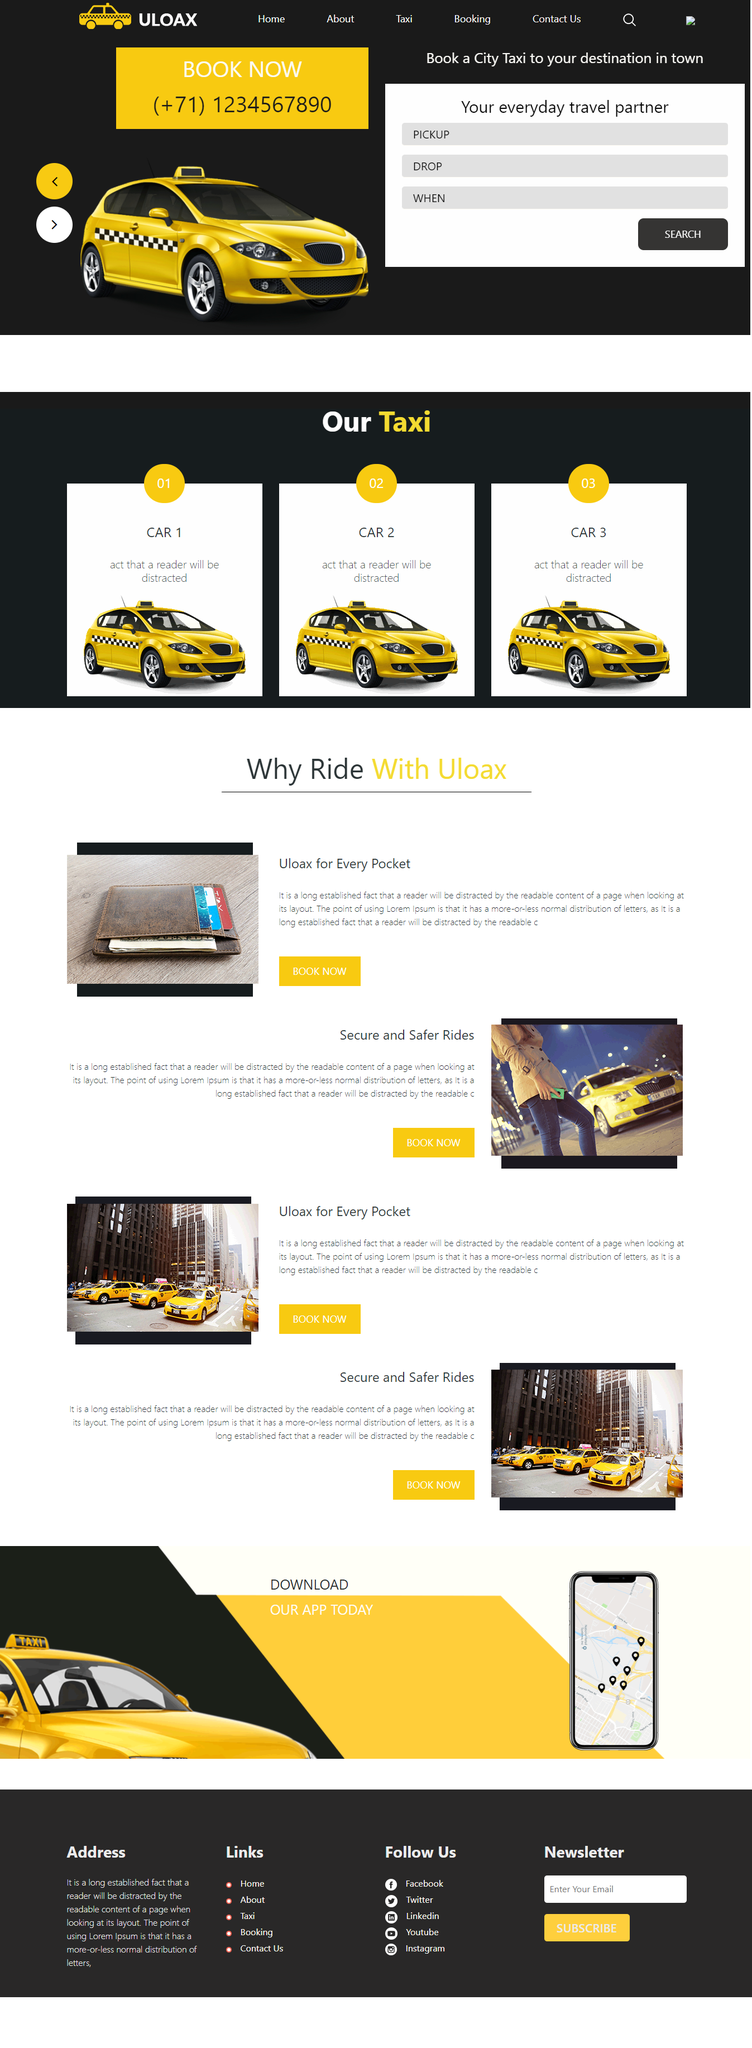 ULOAX
Home
About
Taxi
Booking
Contact Us
BOOK NOW
(+71) 1234567890
Book a City Taxi to your destination in town
Your everyday travel partner
PICKUP
DROP
WHEN
SEARCH
Our Taxi
01
CAR 1
act that a reader will be
distracted
02
CAR 2
act that a reader will be
distracted
03
CAR 3
act that a reader will be
distracted
Why Ride With Uloax
Uloax for Every Pocket
It is a long established fact that a reader will be distracted by the readable content of a page when looking at
its layout. The point of using Lorem Ipsum is that it has a more-or-less normal distribution of letters, as It is a
long established fact that a reader will be distracted by the readable c
BOOK NOW
Secure and Safer Rides
It is a long established fact that a reader will be distracted by the readable content of a page when looking at
its layout. The point of using Lorem Ipsum is that it has a more-or-less normal distribution of letters, as It is a
long established fact that a reader will be distracted by the readable c
BOOK NOW
Uloax for Every Pocket
It is a long established fact that a reader will be distracted by the readable content of a page when looking at
its layout. The point of using Lorem Ipsum is that it has a more-or-less normal distribution of letters, as It is a
long established fact that a reader will be distracted by the readable c
BOOK NOW
Secure and Safer Rides
It is a long established fact that a reader will be distracted by the readable content of a page when looking at
its layout. The point of using Lorem Ipsum is that it has a more-or-less normal distribution of letters, as It is a
long established fact that a reader will be distracted by the readable c
BOOK NOW
DOWNLOAD
OUR APP TODAY
TAXI
Address
It is a long established fact that a
reader will be distracted by the
readable content of a page when
looking at its layout. The point of
using Lorem Ipsum is that it has a
more-or-less normal distribution of
letters,
Links
Home
About
Taxi
Booking
Contact Us
Follow Us
Facebook
Twitter
Linkedin
Youtube
Instagram
Newsletter
Enter Your Email
SUBSCRIBE